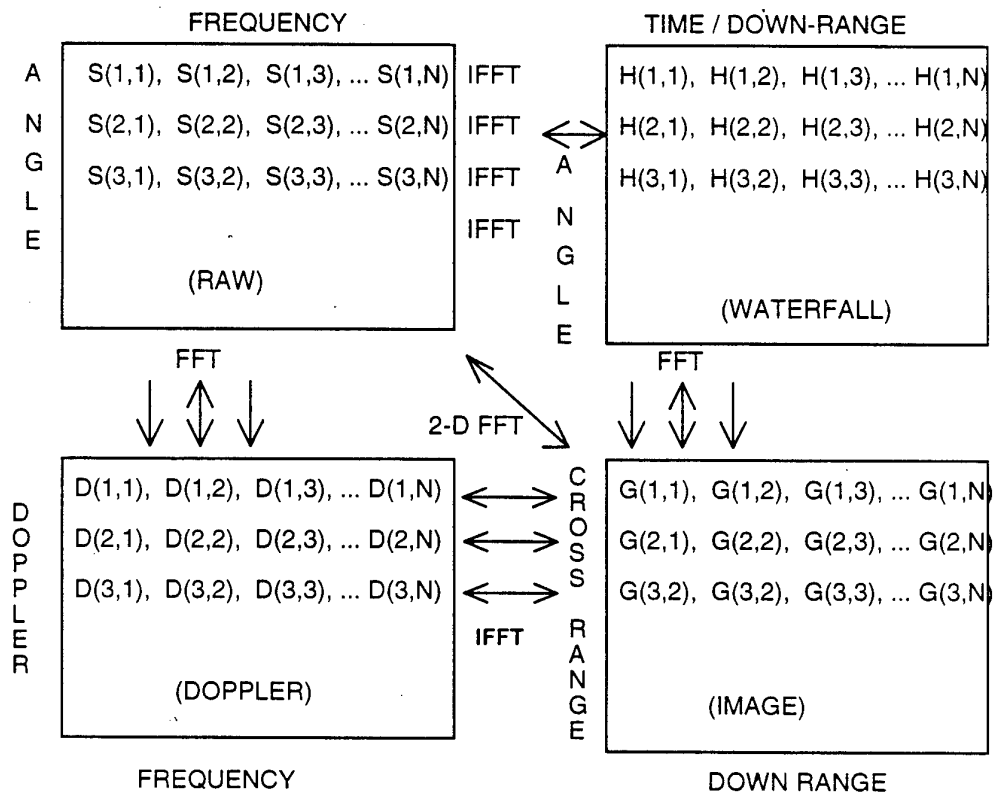 FREQUENCY
TIME / DOWN-RANGE
ANGLE
S(1,1), S(1,2), S(1,3), ... S(1,N)
S(2,1), S(2,2), S(2,3), ... S(2,N)
S(3,1), S(3,2), S(3,3), ... S(3,N)
(RAW)
IFFT
IFFT
IFFT
IFFT
ANGLE
H(1,1), H(1,2), H(1,3), ... H(1,N)
H(2,1), H(2,2), H(2,3), ... H(2,N)
H(3,1), H(3,2), H(3,3), ... H(3,N)
(WATERFALL)
FFT
2-D FFT
FFT
DOPPLER
D(1,1), D(1,2), D(1,3), ... D(1,N)
D(2,1), D(2,2), D(2,3), ... D(2,N)
D(3,1), D(3,2), D(3,3), ... D(3,N)
(DOPPLER)
IFFT
CROSS RANGE
G(1,1), G(1,2), G(1,3), ... G(1,N)
G(2,1), G(2,2), G(2,3), ... G(2,N)
G(3,2), G(3,2), G(3,3), ... G(3,N)
(IMAGE)
FREQUENCY
DOWN RANGE